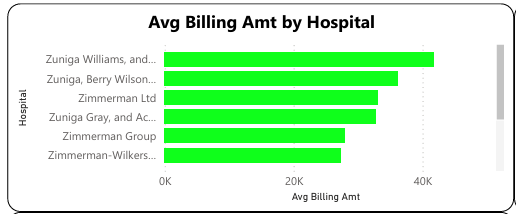 Avg Billing Amt by Hospital
Zuniga Williams, and...
Zuniga, Berry Wilson...
Zimmerman Ltd
Zuniga Gray, and Ac...
Zimmerman Group
Zimmerman-Wilkers...
Hospital
0K 20K 40K
Avg Billing Amt